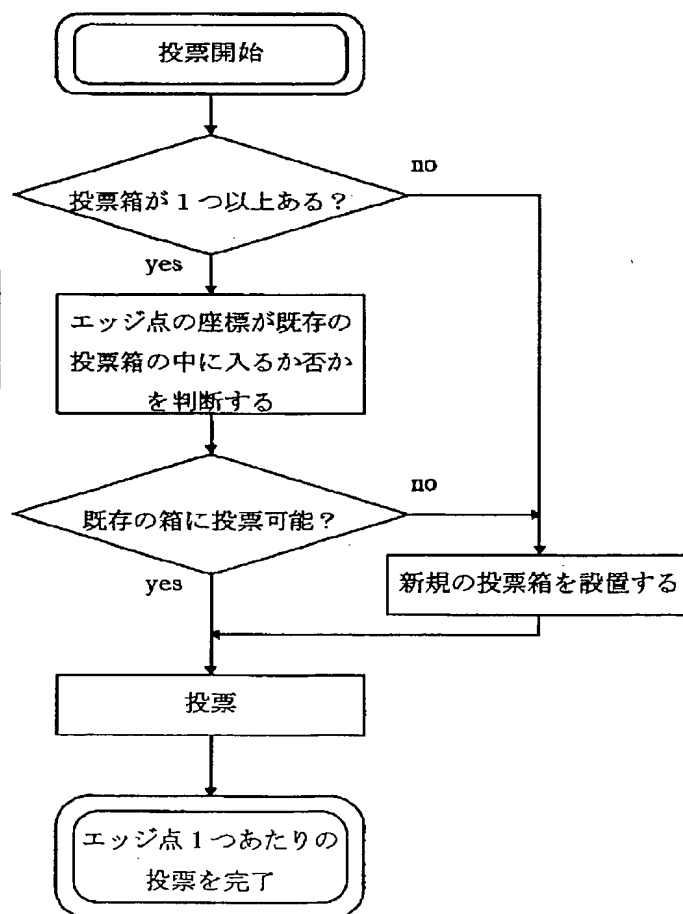 投票開始
no
投票箱が1つ以上ある？
yes
エッジ点の座標が既存の
投票箱の中に入るか否か
を判断する
no
既存の箱に投票可能？
yes
新規の投票箱を設置する
投票
エッジ点1つあたりの
投票を完了